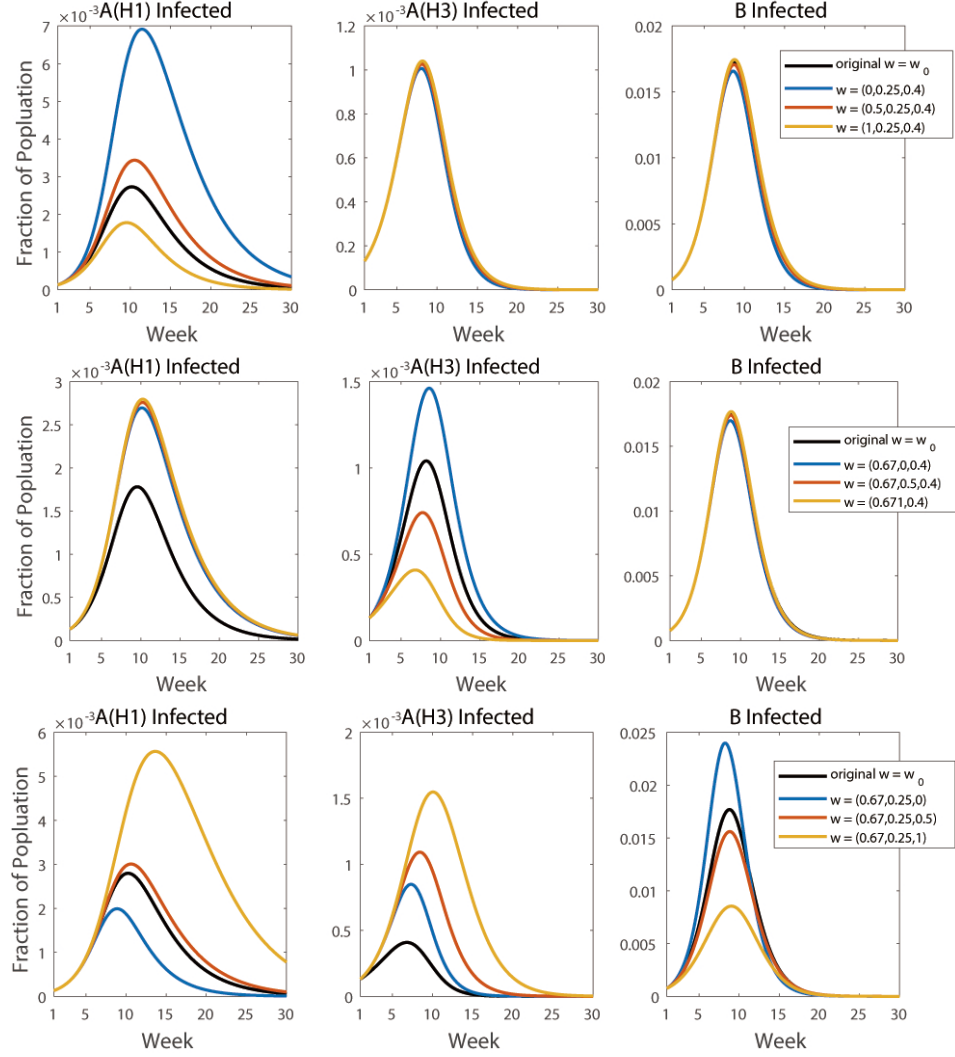 ×10⁻³ A(H1) Infected
×10⁻³ A(H3) Infected
B Infected
7
6
5
4
3
2
1
0
Fraction of Popluation
1 5 10 15 20 25 30
Week
1.2
1.0
0.8
0.6
0.4
0.2
0
1 5 10 15 20 25 30
Week
0.02
0.015
0.01
0.005
0
1 5 10 15 20 25 30
Week
original w = w₀
w = (0,0.25,0.4)
w = (0.5,0.25,0.4)
w = (1,0.25,0.4)
×10⁻³ A(H1) Infected
×10⁻³ A(H3) Infected
B Infected
3
2.5
2
1.5
1
0.5
0
Fraction of Popluation
1 5 10 15 20 25 30
Week
1.5
1
0.5
0
1 5 10 15 20 25 30
Week
0.02
0.015
0.01
0.005
0
1 5 10 15 20 25 30
Week
original w = w₀
w = (0.67,0,0.4)
w = (0.67,0.5,0.4)
w = (0.671,0.4)
×10⁻³ A(H1) Infected
×10⁻³ A(H3) Infected
B Infected
6
5
4
3
2
1
0
Fraction of Popluation
1 5 10 15 20 25 30
Week
2
1.5
1
0.5
0
1 5 10 15 20 25 30
Week
0.025
0.02
0.015
0.01
0.005
0
1 5 10 15 20 25 30
Week
original w = w₀
w = (0.67,0.25,0)
w = (0.67,0.25,0.5)
w = (0.67,0.25,1)